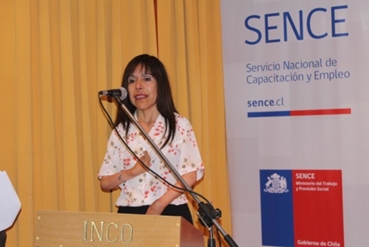 SENCE
Servicio Nacional de
Capacitación y Empleo
sence.cl
SENCE
Ministerio del Trabajo
y Previsión Social
Gobierno de Chile
INCO